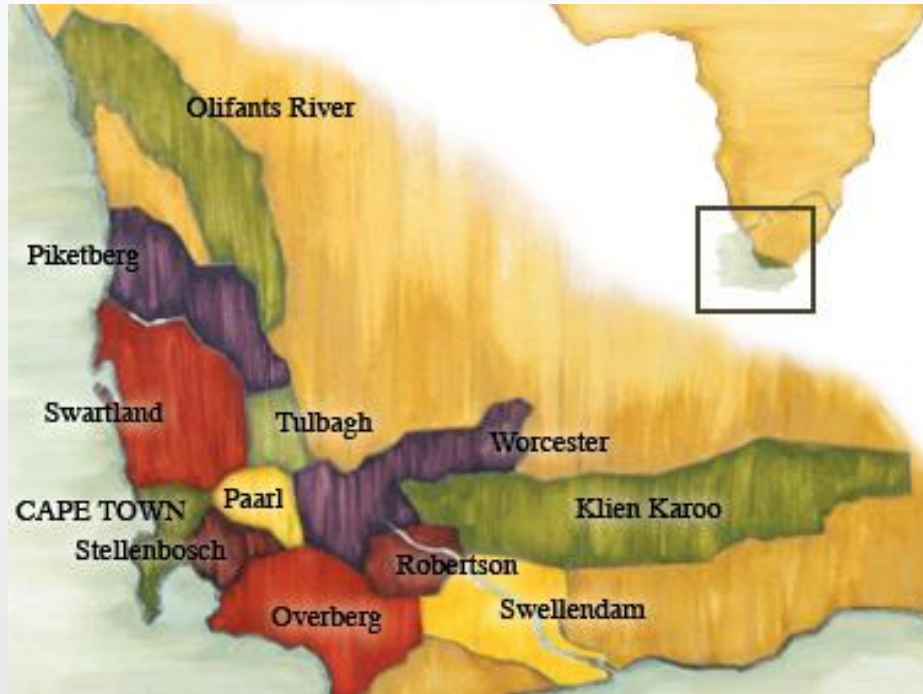 Olifants River
Piketberg
Swartland
Tulbagh
Worcester
Paarl
CAPE TOWN
Klien Karoo
Stellenbosch
Robertson
Overberg
Swellendam